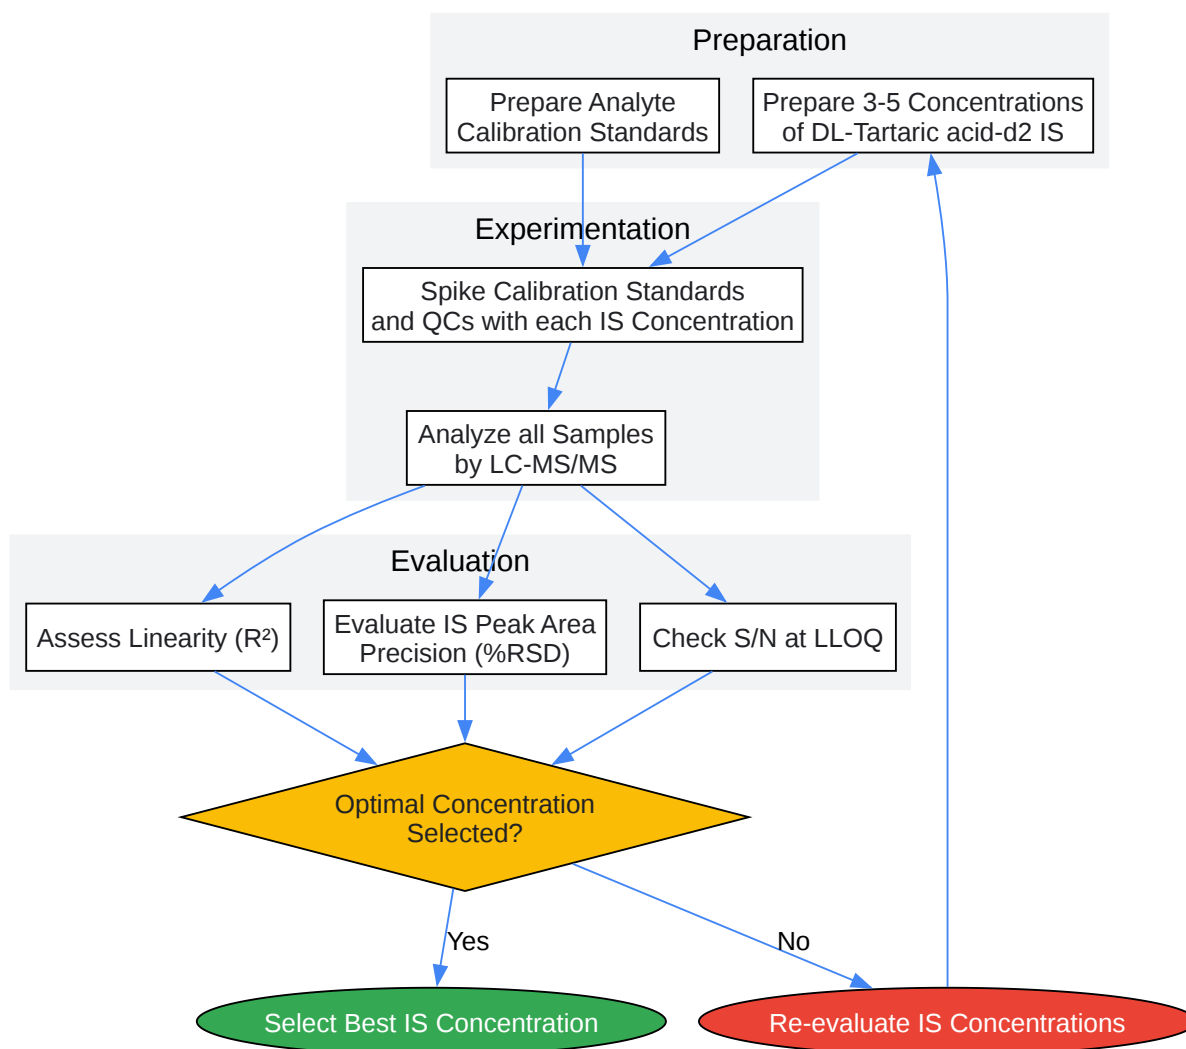 Preparation
Prepare Analyte
Calibration Standards
Prepare 3-5 Concentrations
of DL-Tartaric acid-d2 IS
Experimentation
Spike Calibration Standards
and QCs with each IS Concentration
Analyze all Samples
by LC-MS/MS
Evaluation
Assess Linearity (R²)
Evaluate IS Peak Area
Precision (%RSD)
Check S/N at LLOQ
Optimal Concentration
Selected?
Yes
No
Select Best IS Concentration
Re-evaluate IS Concentrations